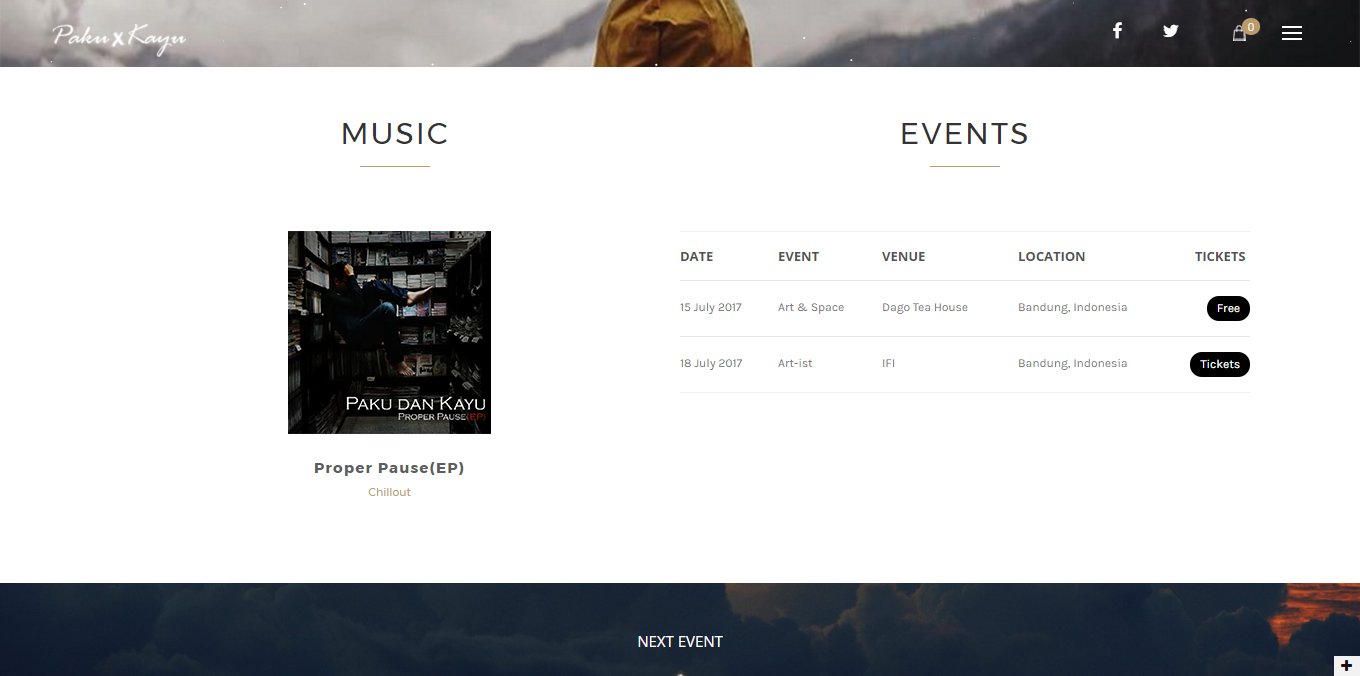 Paku x Kayu
0
MUSIC
EVENTS
PAKU DAN KAYU
PROPER PAUSE(EP)
Proper Pause(EP)
Chillout
DATE EVENT VENUE LOCATION TICKETS
15 July 2017 Art & Space Dago Tea House Bandung, Indonesia Free
18 July 2017 Art-ist IFI Bandung, Indonesia Tickets
NEXT EVENT